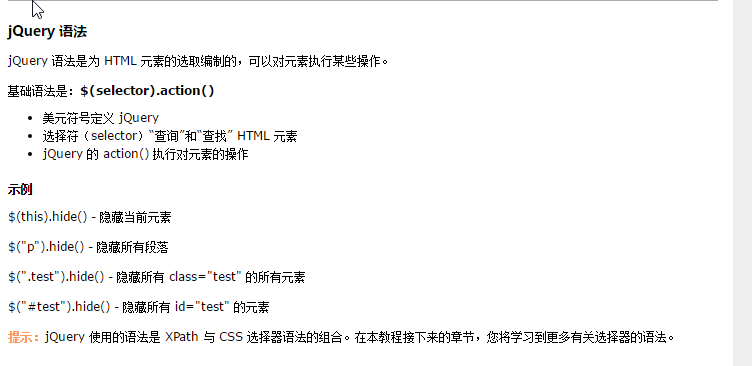 jQuery 语法
jQuery 语法是为 HTML 元素的选取编制的，可以对元素执行某些操作。
基础语法是：$(selector).action()
• 美元符号定义 jQuery
• 选择符（selector）“查询”和“查找” HTML 元素
• jQuery 的 action() 执行对元素的操作
示例
$(this).hide() - 隐藏当前元素
$("p").hide() - 隐藏所有段落
$(".test").hide() - 隐藏所有 class="test" 的所有元素
$("#test").hide() - 隐藏所有 id="test" 的元素
提示：jQuery 使用的语法是 XPath 与 CSS 选择器语法的组合。在本教程接下来的章节，您将学习到更多有关选择器的语法。